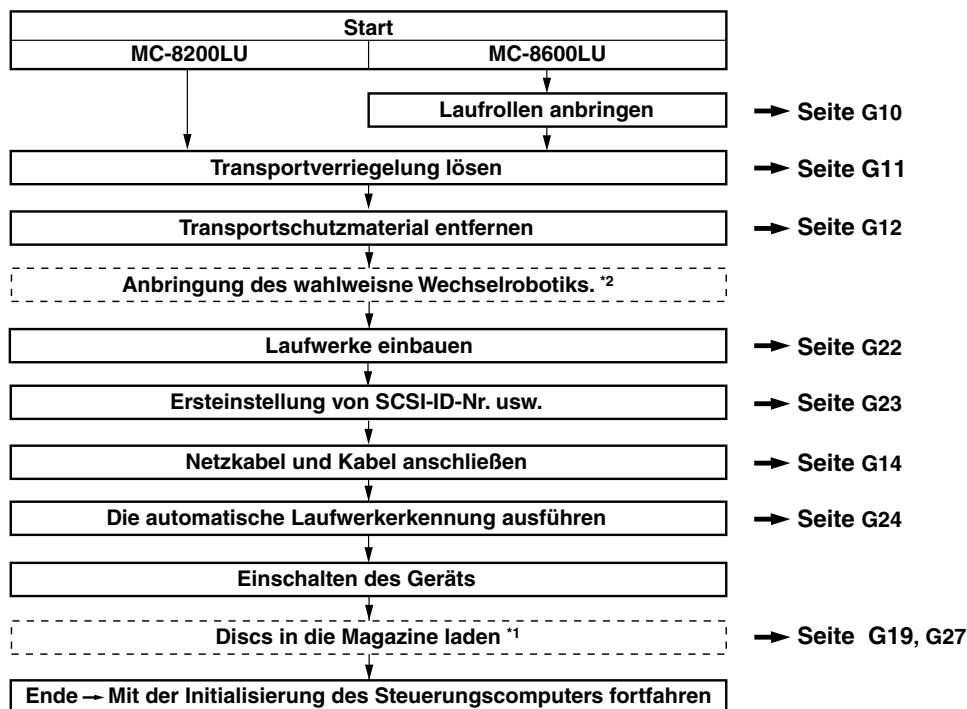 Start
MC-8200LU MC-8600LU
Laufrollen anbringen → Seite G10
Transportverriegelung lösen → Seite G11
Transportschutzmaterial entfernen → Seite G12
Anbringung des wahlweisne Wechselrobotiks. *2
Laufwerke einbauen → Seite G22
Ersteinstellung von SCSI-ID-Nr. usw. → Seite G23
Netzkabel und Kabel anschließen → Seite G14
Die automatische Laufwerkerkennung ausführen → Seite G24
Einschalten des Geräts
Discs in die Magazine laden *1 → Seite G19, G27
Ende → Mit der Initialisierung des Steuerungscomputers fortfahren